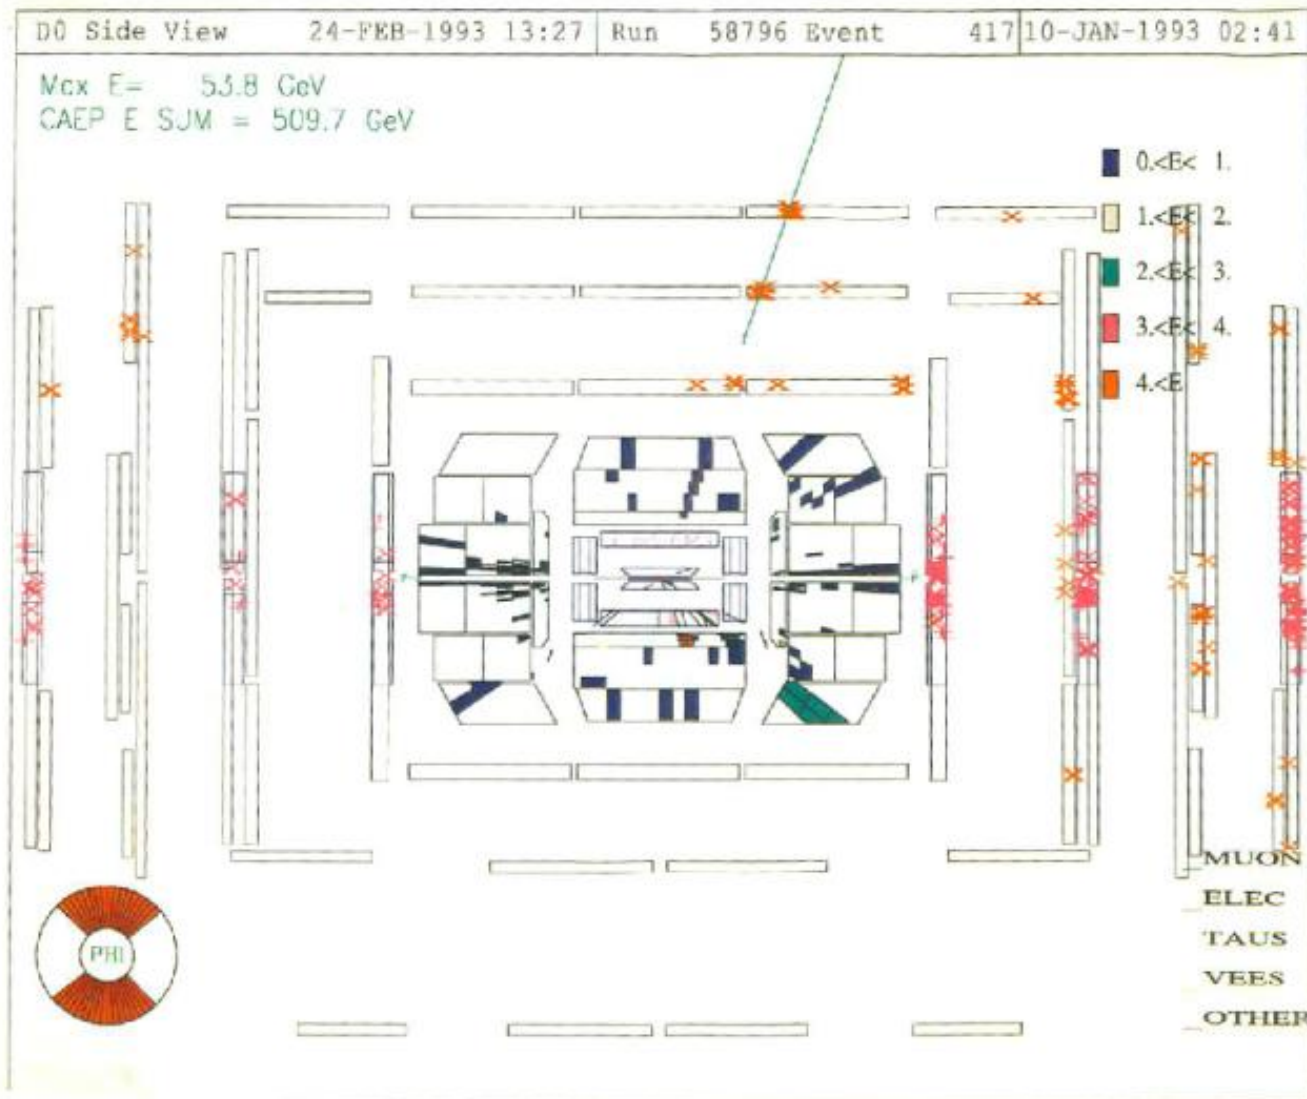 D0 Side View 24-FEB-1993 13:27 Run 58796 Event 417 10-JAN-1993 02:41
Max E= 53.8 GeV
CAEP E SUM = 509.7 GeV
0.<E< 1.
1.<E< 2.
2.<E< 3.
3.<E< 4.
4.<E
MUON
ELEC
TAUS
VEES
OTHER
PHI